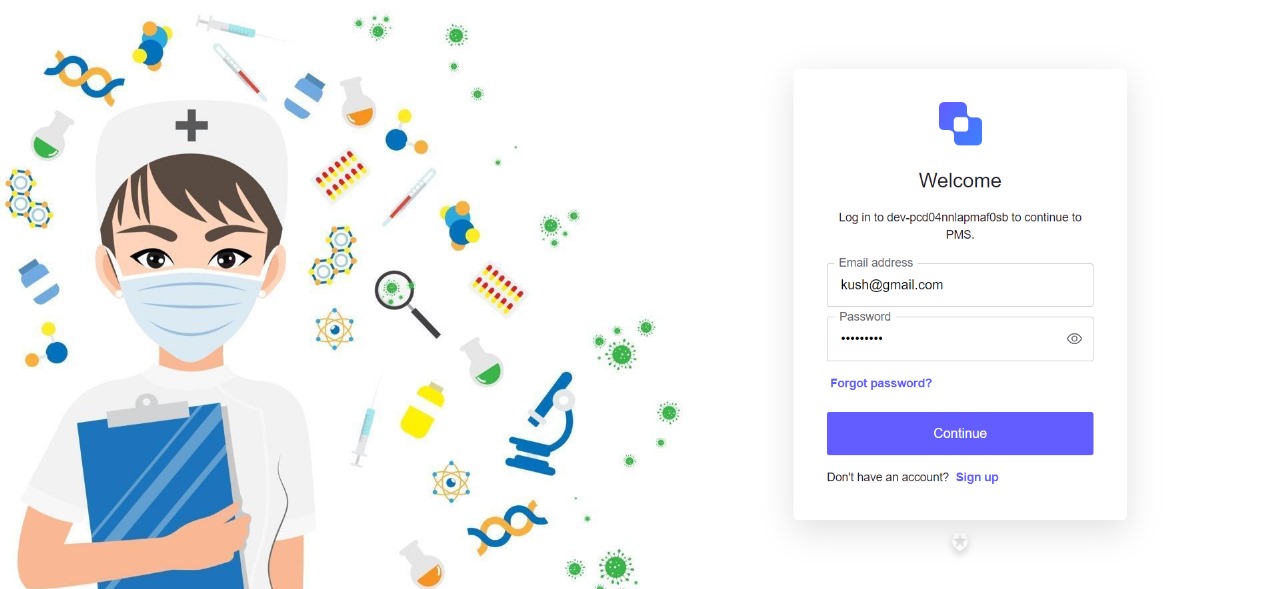 Welcome
Log in to dev-pcd04nnlapmaf0sb to continue to
PMS.
Email address
kush@gmail.com
Password
•••••••••
Forgot password?
Continue
Don't have an account? Sign up